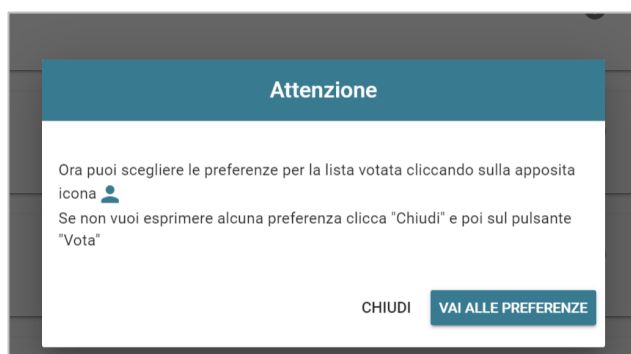 Attenzione
Ora puoi scegliere le preferenze per la lista votata cliccando sulla apposita
icona
Se non vuoi esprimere alcuna preferenza clicca "Chiudi" e poi sul pulsante
"Vota"
CHIUDI VAI ALLE PREFERENZE